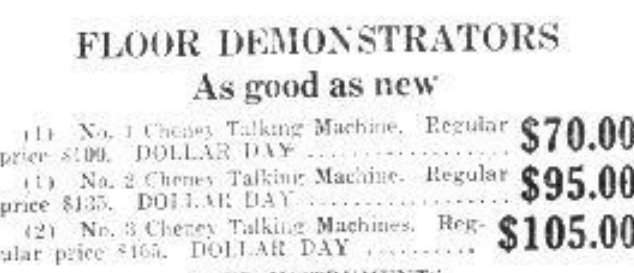 FLOOR DEMONSTRATORS
As good as new
(1) No. 1 Cheney Talking Machine. Regular
price $100. DOLLAR DAY .................. $70.00
(1) No. 2 Cheney Talking Machine. Regular
price $135. DOLLAR DAY .................. $95.00
(2) No. 3 Cheney Talking Machines. Reg-
ular price $165. DOLLAR DAY .......... $105.00